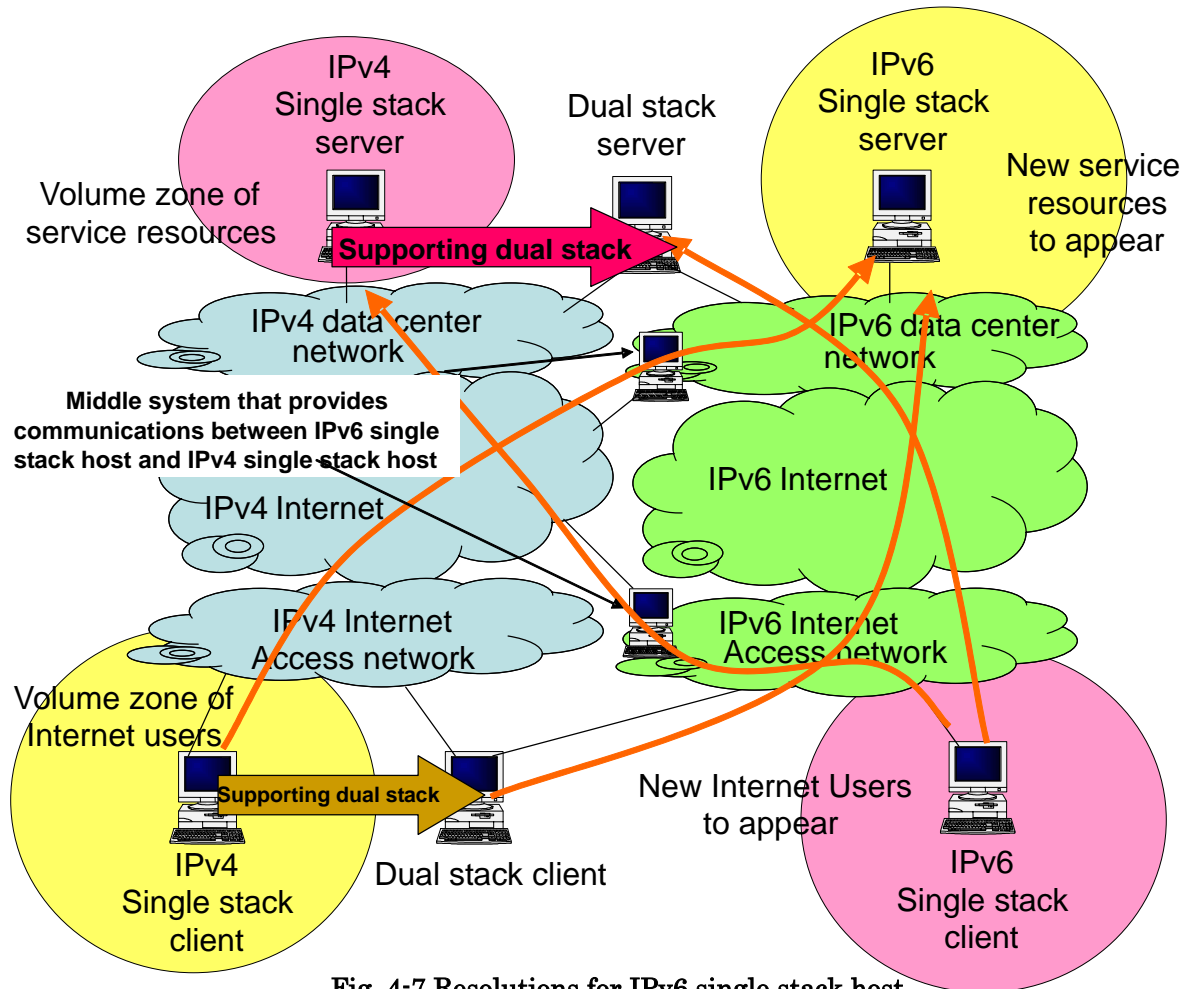 IPv4
Single stack
server
Dual stack
server
IPv6
Single stack
server
Volume zone of
service resources
New service
resources
to appear
Supporting dual stack
IPv4 data center
network
IPv6 data center
network
Middle system that provides
communications between IPv6 single
stack host and IPv4 single stack host
IPv4 Internet
IPv6 Internet
IPv4 Internet
Access network
IPv6 Internet
Access network
Volume zone of
Internet users
Supporting dual stack
New Internet Users
to appear
IPv4
Single stack
client
Dual stack client
IPv6
Single stack
client
Fig. 4-7 Resolutions for IPv6 single stack host